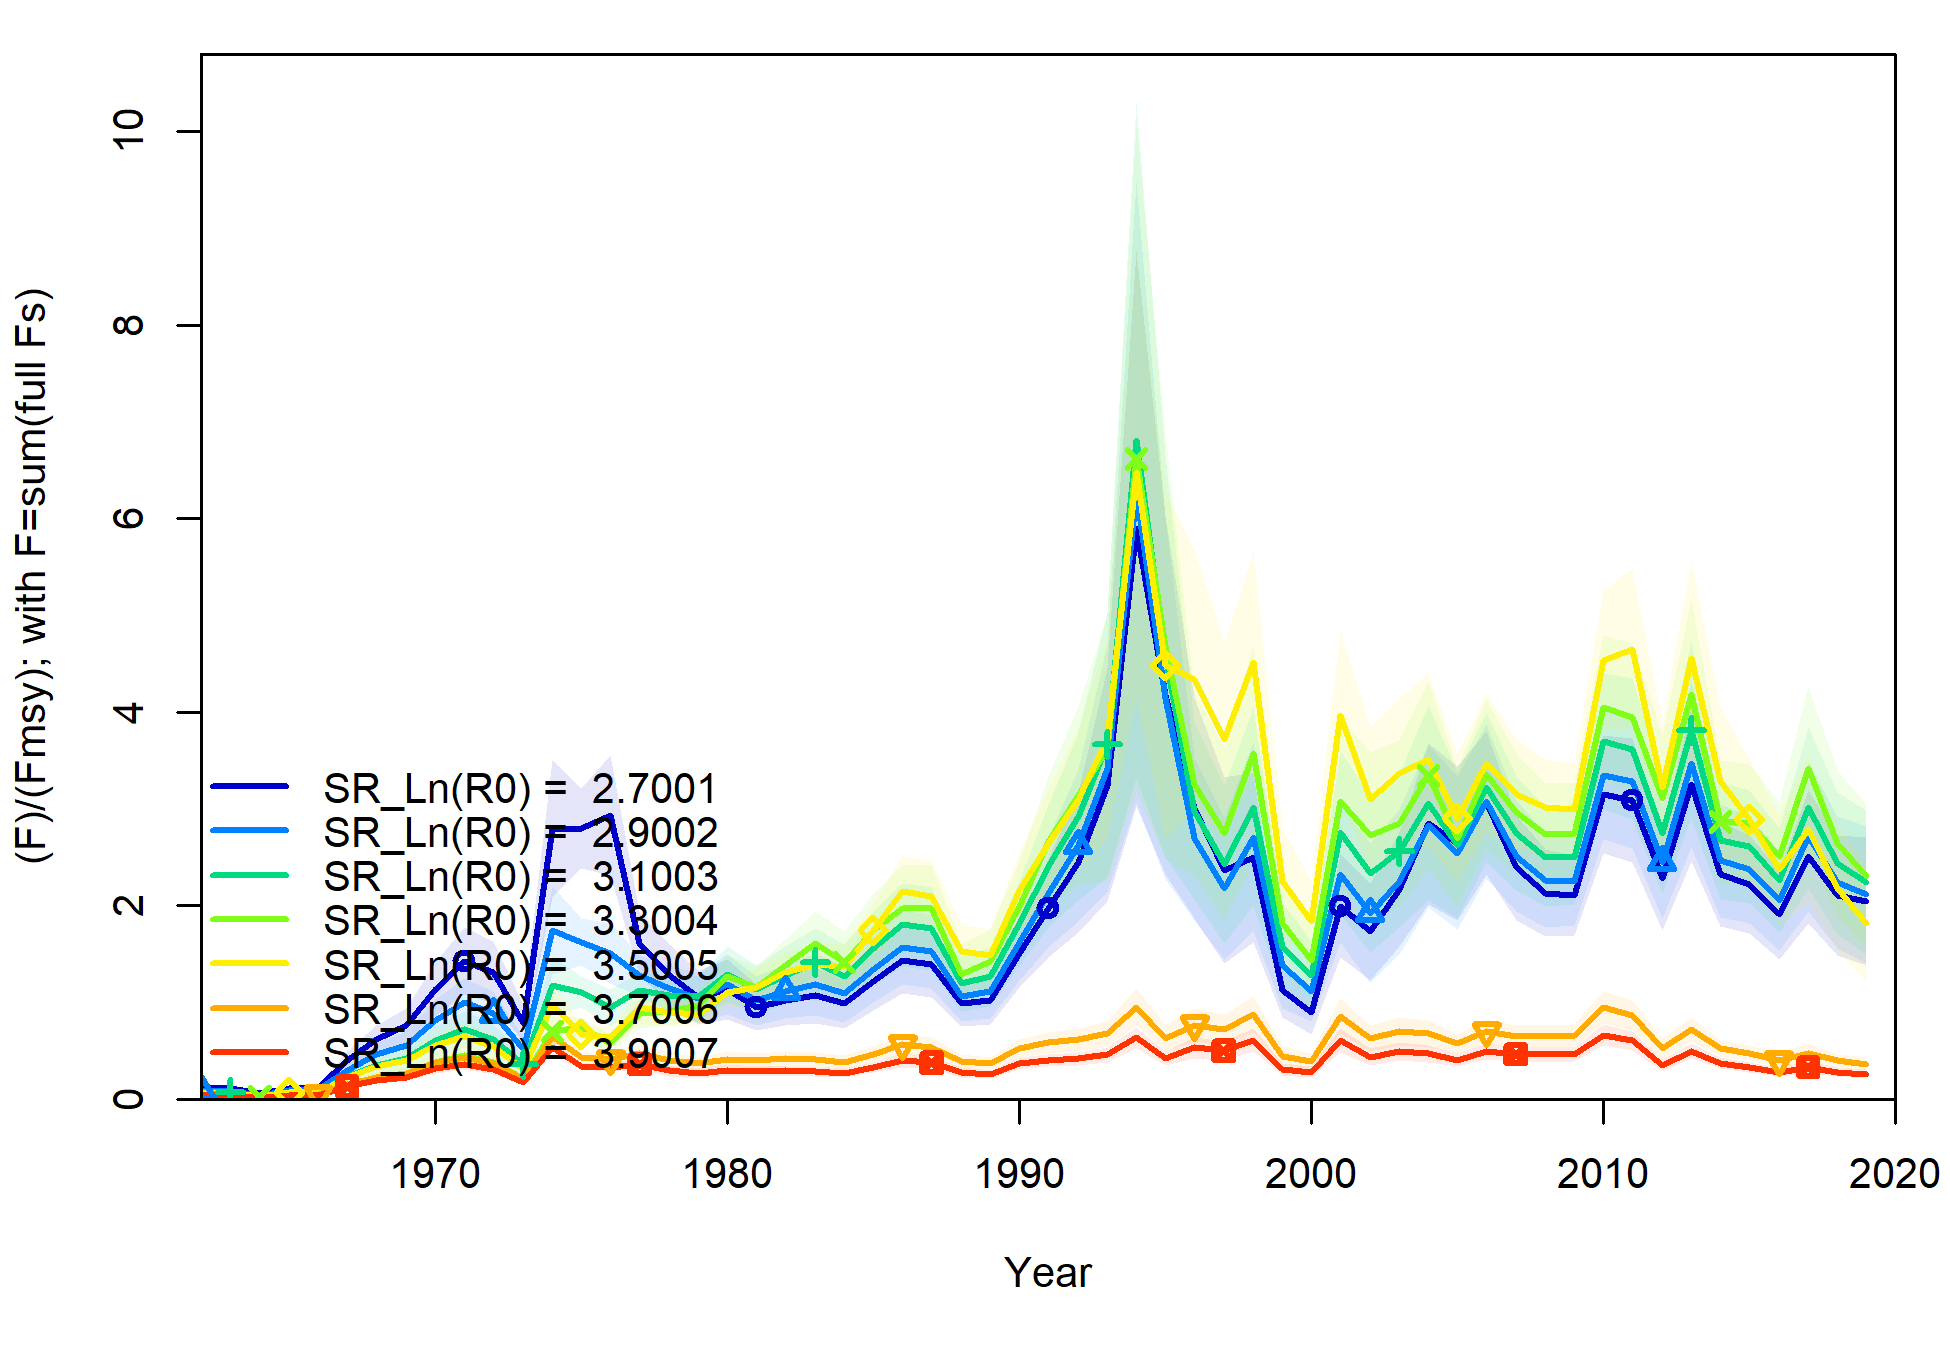 10
8
6
4
2
0
(F)/(Fmsy); with F=sum(full Fs)
SR_Ln(R0) = 2.7001
SR_Ln(R0) = 2.9002
SR_Ln(R0) = 3.1003
SR_Ln(R0) = 3.3004
SR_Ln(R0) = 3.5005
SR_Ln(R0) = 3.7006
SR_Ln(R0) = 3.9007
1970 1980 1990 2000 2010 2020
Year